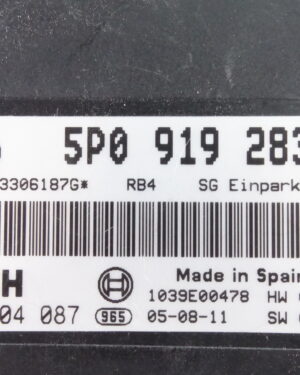 5P0 919 283
3306187G* RB4 SG Einpark
H Made in Spain
1039E00478 HW
04 087 965 05-08-11 SW